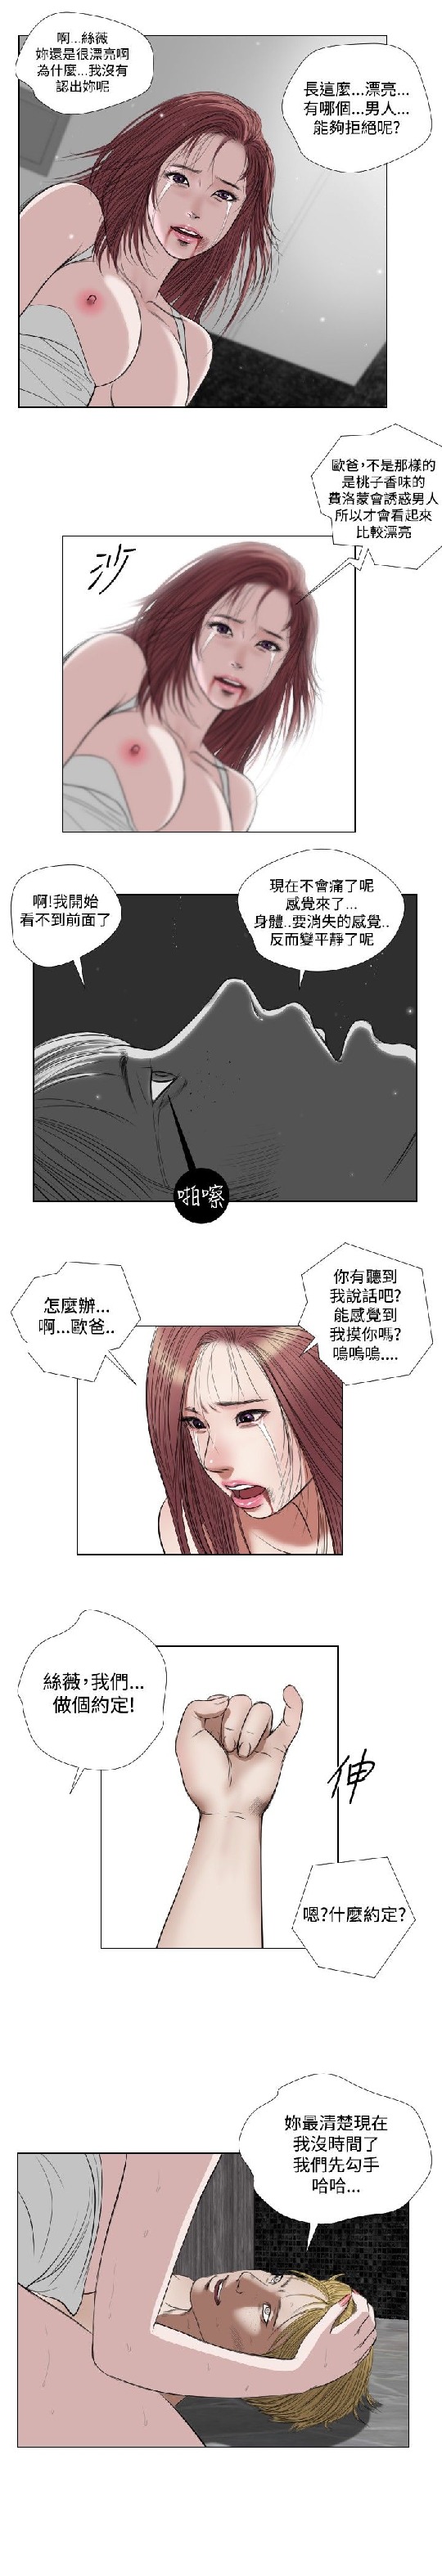 啊...絲薇
妳還是很漂亮啊
為什麼...我沒有
認出妳呢
長這麼...漂亮...
有哪個...男人...
能夠拒絕呢?
歐爸,不是那樣的
是桃子香味的
費洛蒙會誘惑男人
所以才會看起來
比較漂亮
沙
啊!我開始
看不到前面了
現在不會痛了呢
感覺來了...
身體..要消失的感覺..
反而變平靜了呢
啪嚓
怎麼辦...
啊...歐爸..
你有聽到
我說話吧?
能感覺到
我摸你嗎?
嗚嗚嗚....
絲薇,我們...
做個約定!
伸
嗯?什麼約定?
妳最清楚現在
我沒時間了
我們先勾手
哈哈...